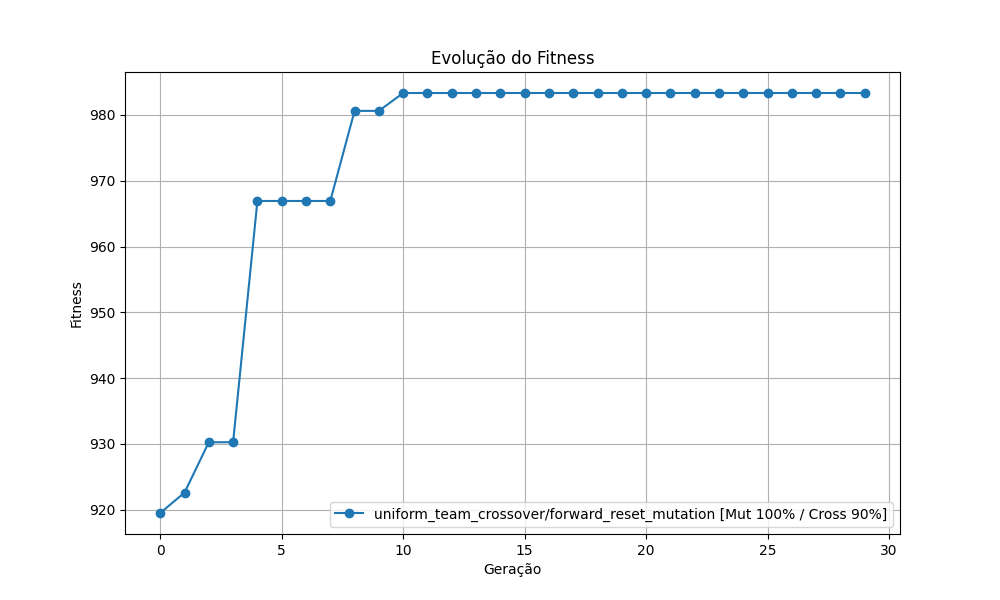 Evolução do Fitness
Fitness
980
970
960
950
940
930
920
uniform_team_crossover/forward_reset_mutation [Mut 100% / Cross 90%]
0 5 10 15 20 25 30
Geração